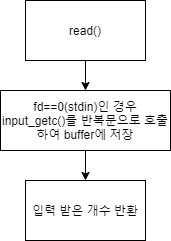 read()
fd==0(stdin)인 경우
input_getc()를 반복문으로 호출
하여 buffer에 저장
입력 받은 개수 반환